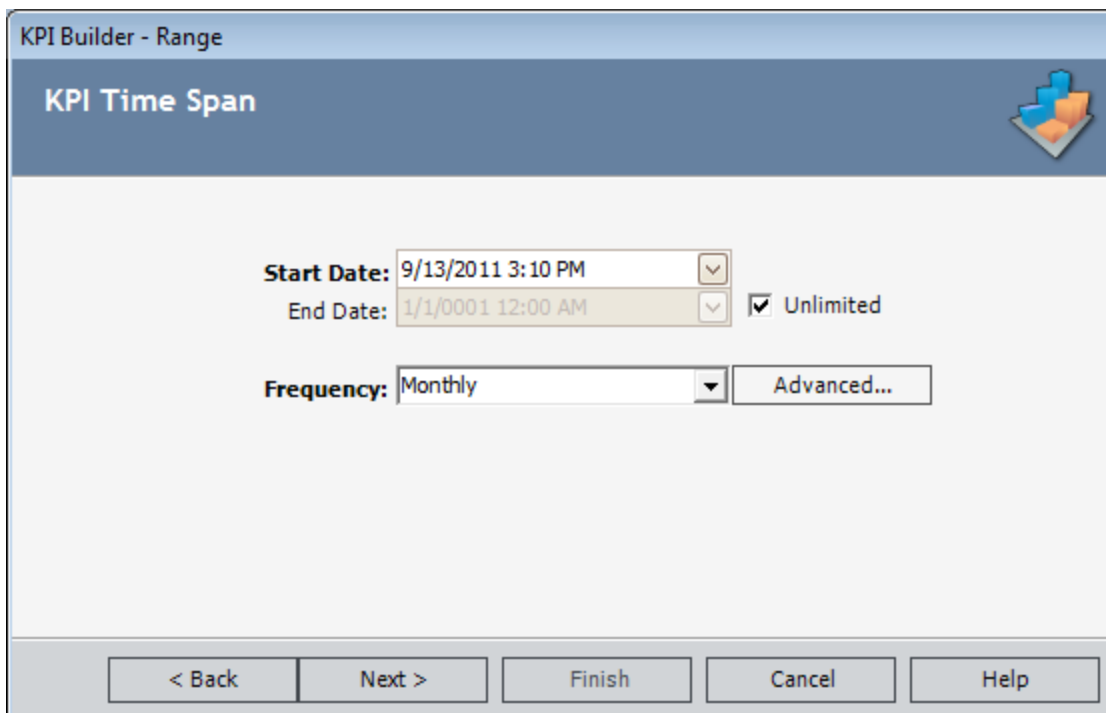 KPI Builder - Range
KPI Time Span
Start Date: 9/13/2011 3:10 PM
End Date: 1/1/0001 12:00 AM Unlimited
Frequency: Monthly Advanced...
< Back Next > Finish Cancel Help